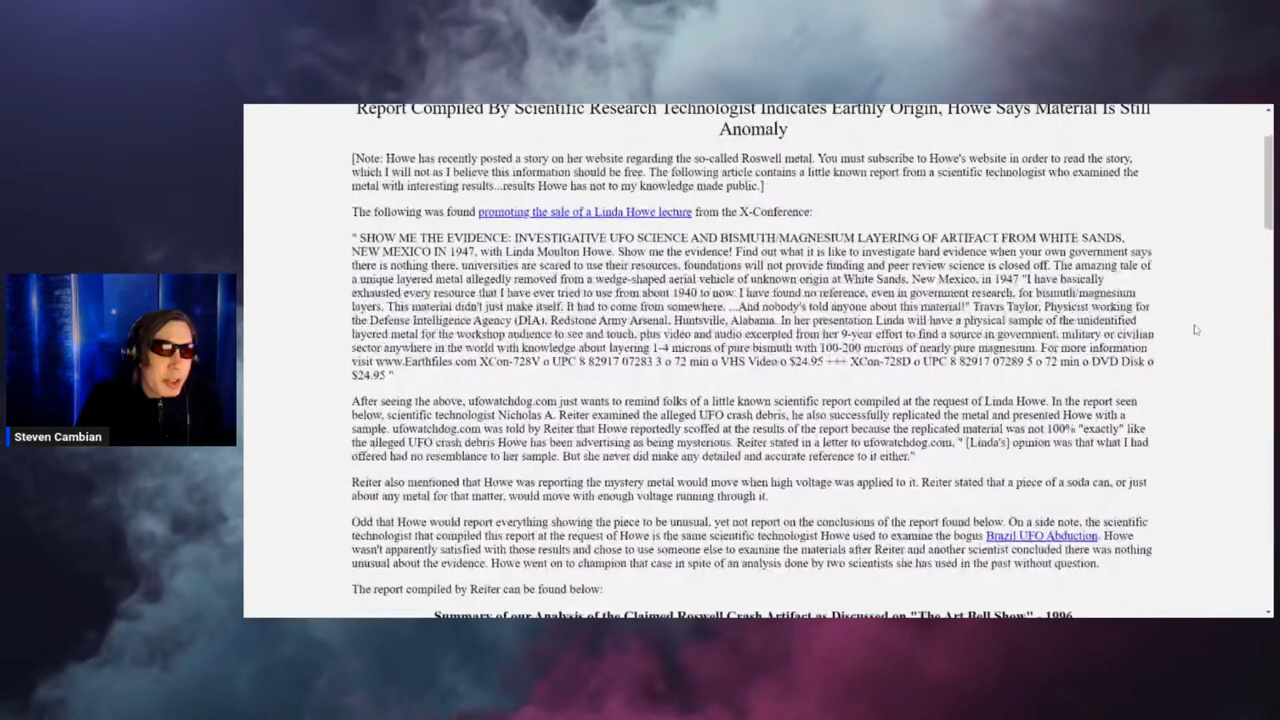 Report Compiled By Scientific Research Technologist Indicates Earthly Origin, Howe Says Material Is Still
Anomaly
[Note: Howe has recently posted a story on her website regarding the so-called Roswell metal. You must subscribe to Howe's website in order to read the story,
which I will not as I believe this information should be free. The following article contains a little known report from a scientific technologist who examined the
metal with interesting results...results Howe has not to my knowledge made public.]
The following was found promoting the sale of a Linda Howe lecture from the X-Conference:
" SHOW ME THE EVIDENCE: INVESTIGATIVE UFO SCIENCE AND BISMUTH/MAGNESIUM LAYERING OF ARTIFACT FROM WHITE SANDS,
NEW MEXICO IN 1947, with Linda Moulton Howe. Show me the evidence! Find out what it is like to investigate hard evidence when your own government says
there is nothing there, universities are scared to use their resources, foundations will not provide funding and peer review science is closed off. The amazing tale of
a unique layered metal allegedly removed from a wedge-shaped aerial vehicle of unknown origin at White Sands, New Mexico, in 1947 "I have basically
exhausted every resource that I have ever tried to use from about 1940 to now. I have found no reference, even in government research, for bismuth/magnesium
layers. This material didn't just make itself. It had to come from somewhere. ...And nobody's told anyone about this material!" Travis Taylor, Physicist working for
the Defense Intelligence Agency (DIA), Redstone Army Arsenal, Huntsville, Alabama. In her presentation Linda will have a physical sample of the unidentified
layered metal for the workshop audience to see and touch, plus video and audio excerpted from her 9-year effort to find a source in government, military or civilian
sector anywhere in the world with knowledge about layering 1-4 microns of pure bismuth with 100-200 microns of nearly pure magnesium. For more information
visit www.Earthfiles.com XCon-728V o UPC 8 82917 07283 3 o 72 min o VHS Video o $24.95 +++ XCon-728D o UPC 8 82917 07289 5 o 72 min o DVD Disk o
$24.95 "
After seeing the above, ufowatchdog.com just wants to remind folks of a little known scientific report compiled at the request of Linda Howe. In the report seen
below, scientific technologist Nicholas A. Reiter examined the alleged UFO crash debris, he also successfully replicated the metal and presented Howe with a
sample. ufowatchdog.com was told by Reiter that Howe reportedly scoffed at the results of the report because the replicated material was not 100% "exactly" like
the alleged UFO crash debris Howe has been advertising as being mysterious. Reiter stated in a letter to ufowatchdog.com, " [Linda's] opinion was that what I had
offered had no resemblance to her sample. But she never did make any detailed and accurate reference to it either."
Reiter also mentioned that Howe was reporting the mystery metal would move when high voltage was applied to it. Reiter stated that a piece of a soda can, or just
about any metal for that matter, would move with enough voltage running through it.
Odd that Howe would report everything showing the piece to be unusual, yet not report on the conclusions of the report found below. On a side note, the scientific
technologist that compiled this report at the request of Howe is the same scientific technologist Howe used to examine the bogus Brazil UFO Abduction. Howe
wasn't apparently satisfied with those results and chose to use someone else to examine the materials after Reiter and another scientist concluded there was nothing
unusual about the evidence. Howe went on to champion that case in spite of an analysis done by two scientists she has used in the past without question.
The report compiled by Reiter can be found below:
Summary of our Analysis of the Claimed Roswell Crash Artifact as Discussed on "The Art Bell Show" - 1996
Steven Cambian